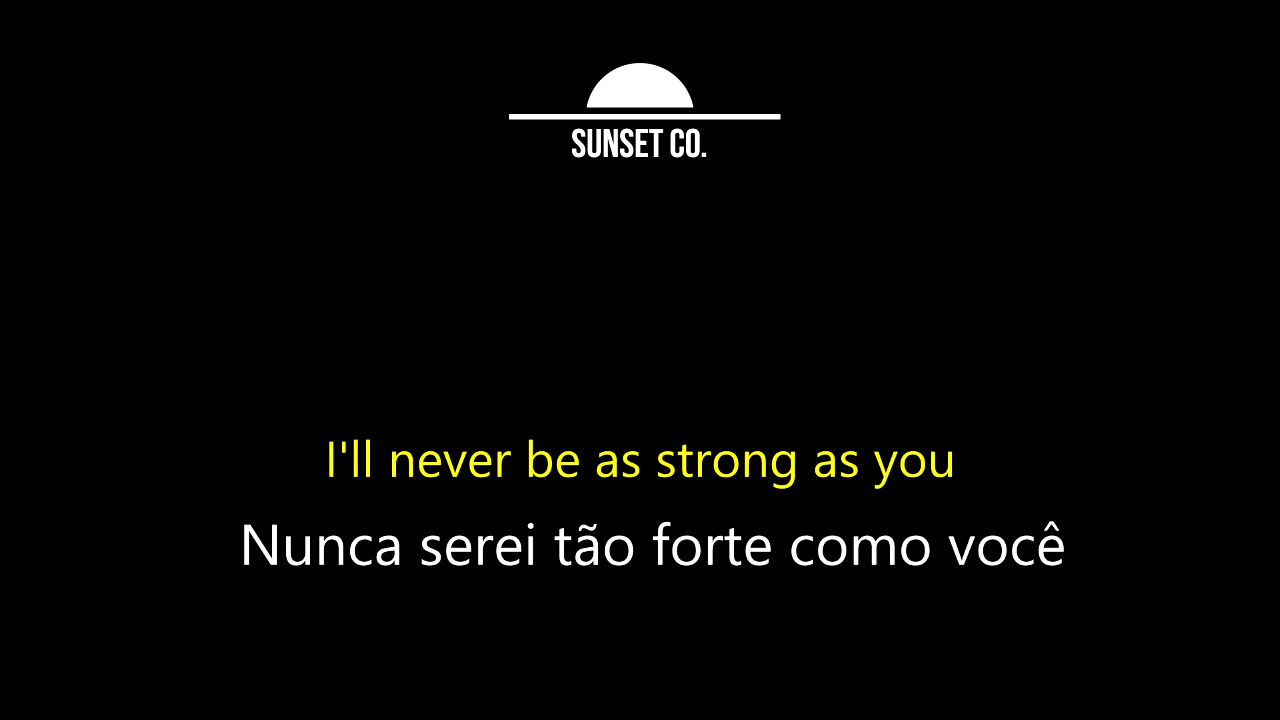 SUNSET CO.
I'll never be as strong as you
Nunca serei tão forte como você